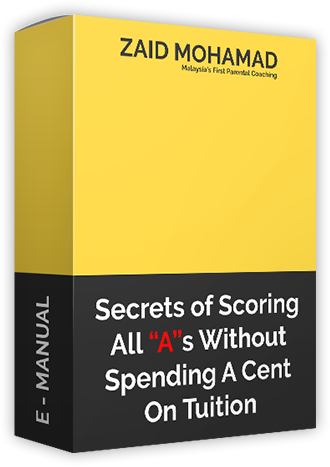 ZAID MOHAMAD
Malaysia's First Parental Coaching
Secrets of Scoring
All “A”s Without
Spending A Cent
On Tuition
E - MANUAL